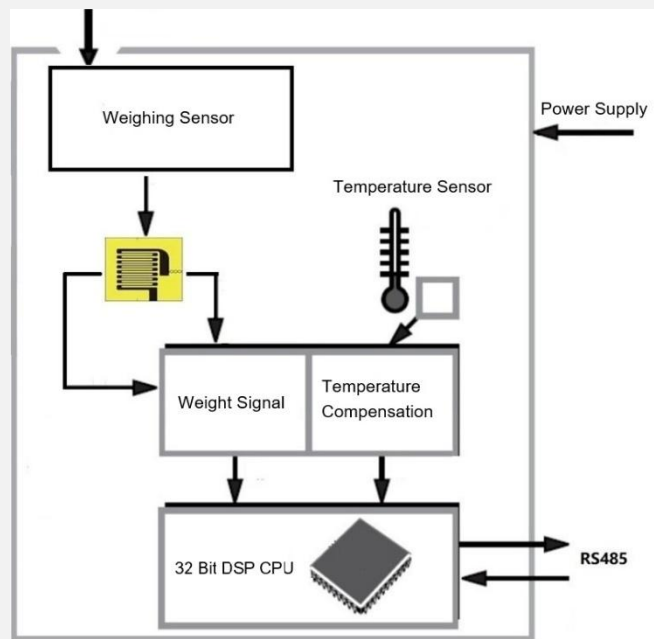 Weighing Sensor
Power Supply
Temperature Sensor
Weight Signal
Temperature
Compensation
32 Bit DSP CPU
RS485